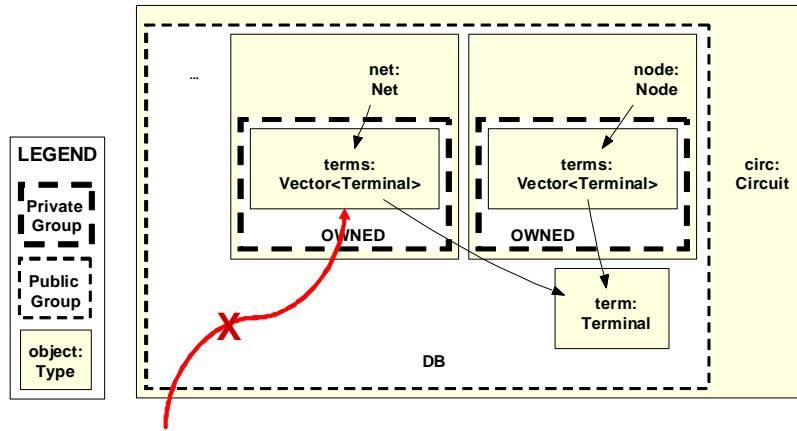 LEGEND
Private
Group
Public
Group
object:
Type
...
net:
Net
terms:
Vector<Terminal>
OWNED
node:
Node
terms:
Vector<Terminal>
OWNED
term:
Terminal
DB
circ:
Circuit
X